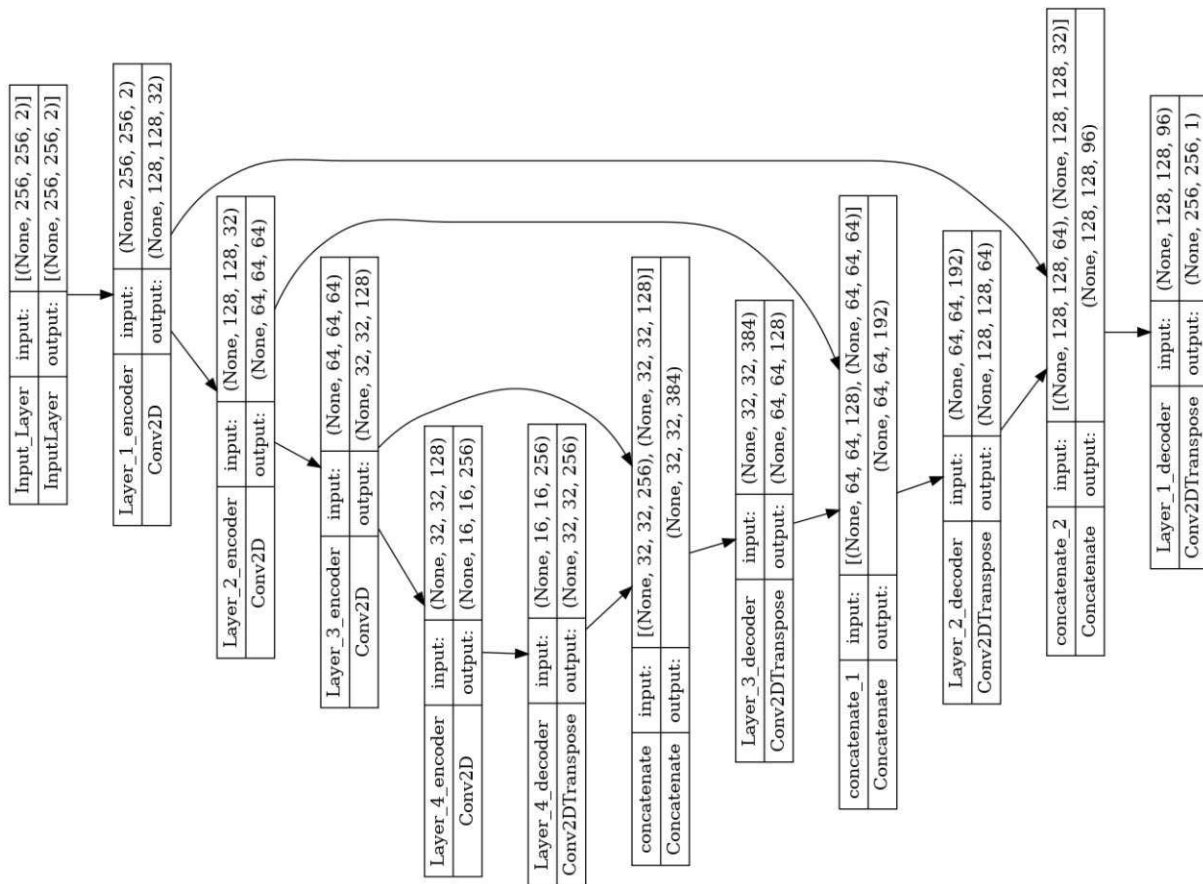 Input_Layer input: [(None, 256, 256, 2)]
InputLayer output: [(None, 256, 256, 2)]
Layer_1_encoder input: (None, 256, 256, 2)
Conv2D output: (None, 128, 128, 32)
Layer_2_encoder input: (None, 128, 128, 32)
Conv2D output: (None, 64, 64, 64)
Layer_3_encoder input: (None, 64, 64, 64)
Conv2D output: (None, 32, 32, 128)
Layer_4_encoder input: (None, 32, 32, 128)
Conv2D output: (None, 16, 16, 256)
Layer_4_decoder input: (None, 16, 16, 256)
Conv2DTranspose output: (None, 32, 32, 256)
concatenate input: [(None, 32, 32, 256), (None, 32, 32, 128)]
Concatenate output: (None, 32, 32, 384)
Layer_3_decoder input: (None, 32, 32, 384)
Conv2DTranspose output: (None, 64, 64, 128)
concatenate_1 input: [(None, 64, 64, 128), (None, 64, 64, 64)]
Concatenate output: (None, 64, 64, 192)
Layer_2_decoder input: (None, 64, 64, 192)
Conv2DTranspose output: (None, 128, 128, 64)
concatenate_2 input: [(None, 128, 128, 64), (None, 128, 128, 32)]
Concatenate output: (None, 128, 128, 96)
Layer_1_decoder input: (None, 128, 128, 96)
Conv2DTranspose output: (None, 256, 256, 1)